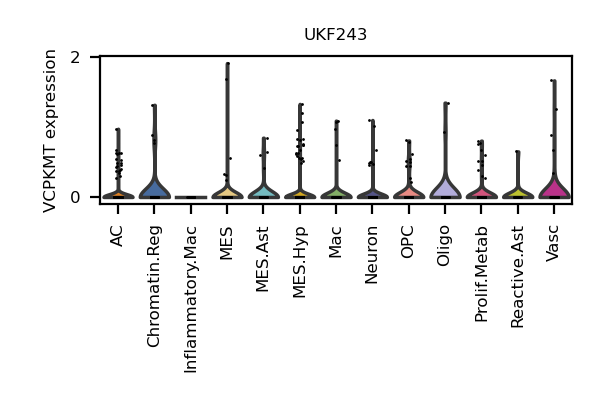 UKF243
VCPKMT expression
2
0
AC
Chromatin.Reg
Inflammatory.Mac
MES
MES.Ast
MES.Hyp
Mac
Neuron
OPC
Oligo
Prolif.Metab
Reactive.Ast
Vasc